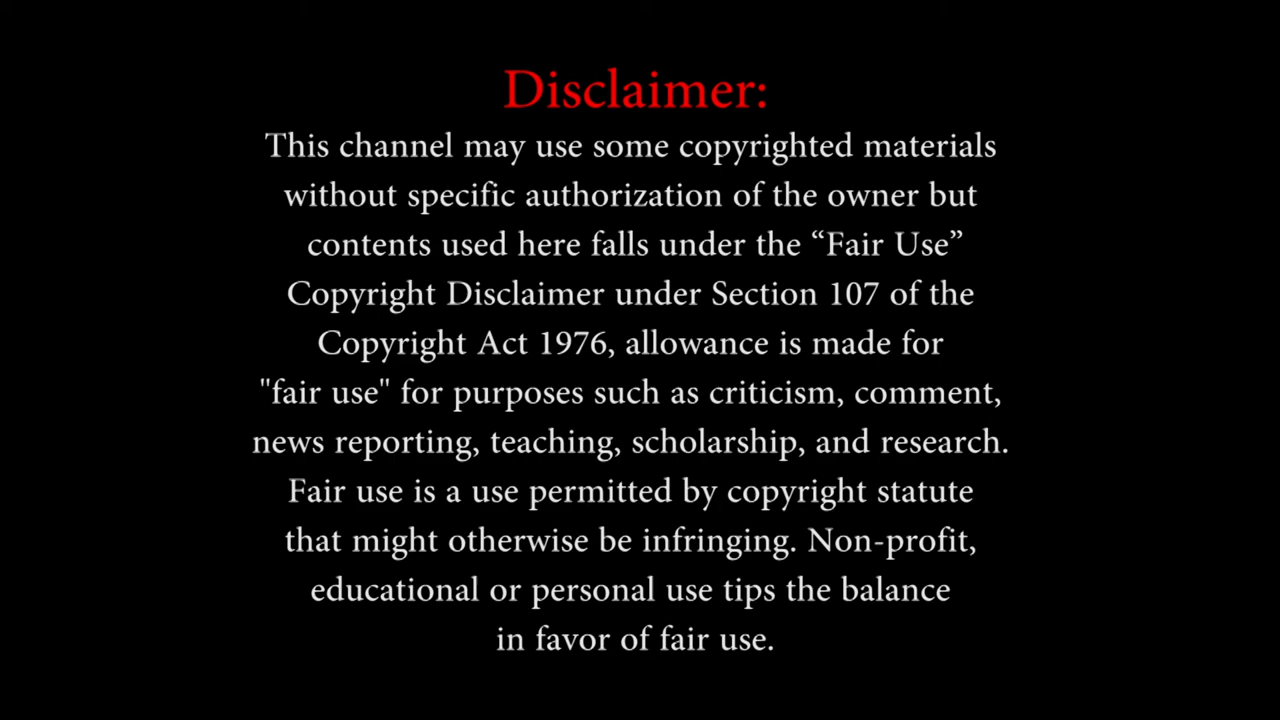 Disclaimer:
This channel may use some copyrighted materials
without specific authorization of the owner but
contents used here falls under the “Fair Use”
Copyright Disclaimer under Section 107 of the
Copyright Act 1976, allowance is made for
"fair use" for purposes such as criticism, comment,
news reporting, teaching, scholarship, and research.
Fair use is a use permitted by copyright statute
that might otherwise be infringing. Non-profit,
educational or personal use tips the balance
in favor of fair use.